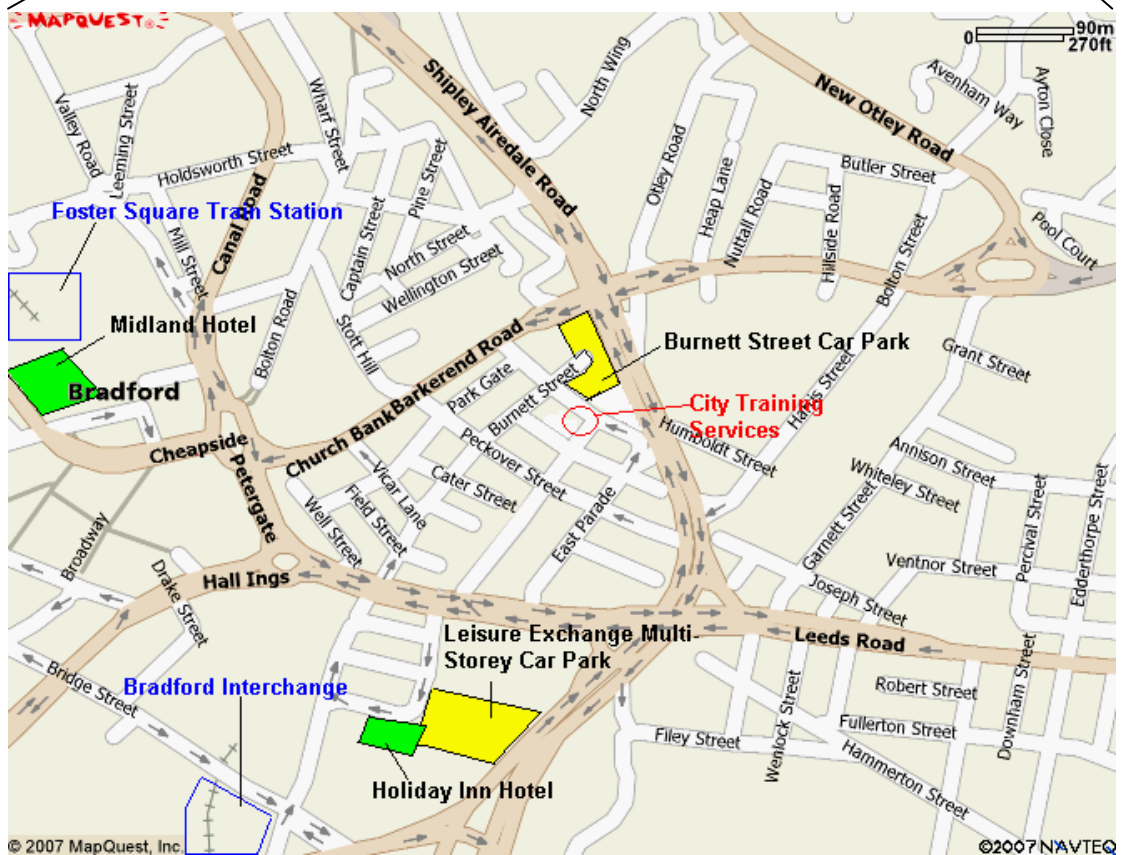 MAPQUEST®
0 90m
270ft
Valley Road
Leeming Street
Holdsworth Street
Wharf Street
Shipley Airedale Road
North Wing
New Otley Road
Avenham Way
Ayton Close
Foster Square Train Station
Canal Road
Mill Street
Captain Street
Pine Street
North Street
Wellington Street
Otley Road
Heap Lane
Nuttall Road
Butler Street
Hillside Road
Bolton Street
Pool Court
Midland Hotel
Bradford
Bolton Road
Stott Hill
Burnett Street Car Park
Grant Street
Cheapside
Petergate
Church Bank
Barkerend Road
Park Gate
Burnett Street
City Training
Services
Harris Street
Humboldt Street
Peckover Street
Cater Street
Vicar Lane
Field Street
Well Street
East Parade
Annison Street
Whiteley Street
Garnett Street
Percival Street
Edderthorpe Street
Broadway
Drake Street
Hall Ings
Ventnor Street
Joseph Street
Leeds Road
Leisure Exchange Multi-
Storey Car Park
Bridge Street
Bradford Interchange
Robert Street
Downham Street
Filey Street
Wenlock Street
Fullerton Street
Hammerton Street
Holiday Inn Hotel
© 2007 MapQuest, Inc.
©2007 NAVTEQ